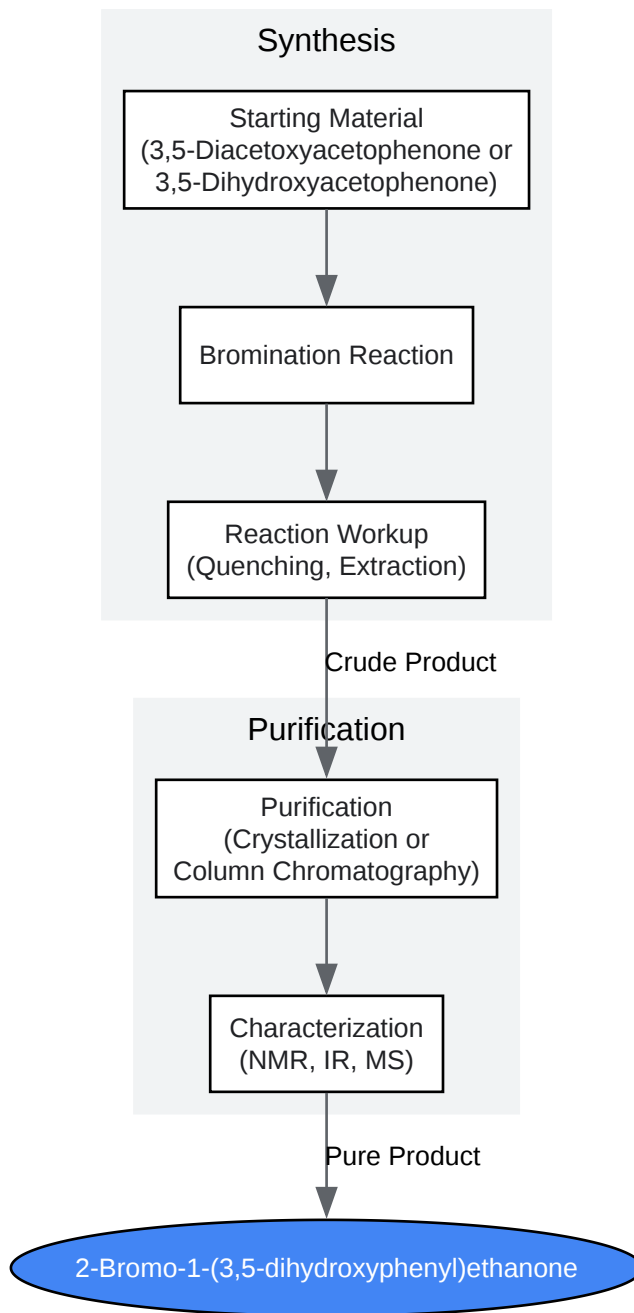 Synthesis
Starting Material
(3,5-Diacetoxyacetophenone or
3,5-Dihydroxyacetophenone)
Bromination Reaction
Reaction Workup
(Quenching, Extraction)
Crude Product
Purification
Purification
(Crystallization or
Column Chromatography)
Characterization
(NMR, IR, MS)
Pure Product
2-Bromo-1-(3,5-dihydroxyphenyl)ethanone